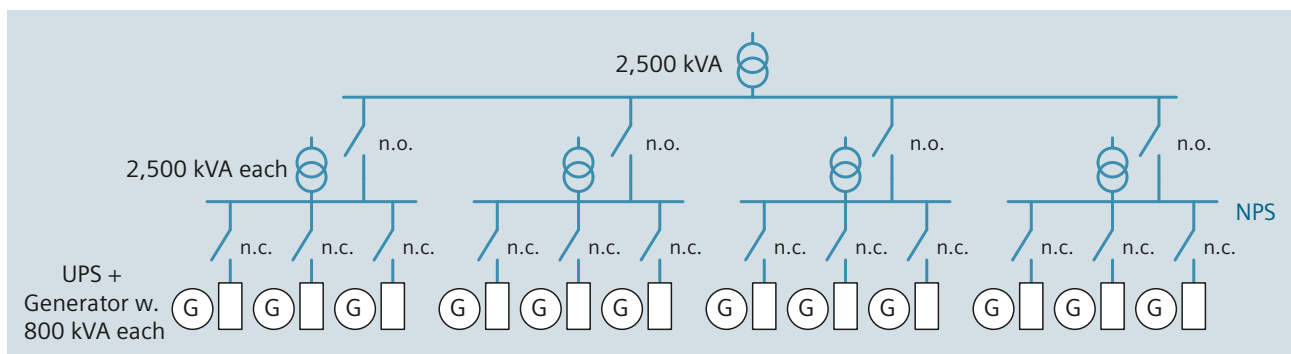 2,500 kVA
n.o.
n.o.
n.o.
n.o.
2,500 kVA each
NPS
n.c.
n.c.
n.c.
n.c.
n.c.
n.c.
n.c.
n.c.
n.c.
n.c.
n.c.
n.c.
UPS +
Generator w.
800 kVA each
G
G
G
G
G
G
G
G
G
G
G
G